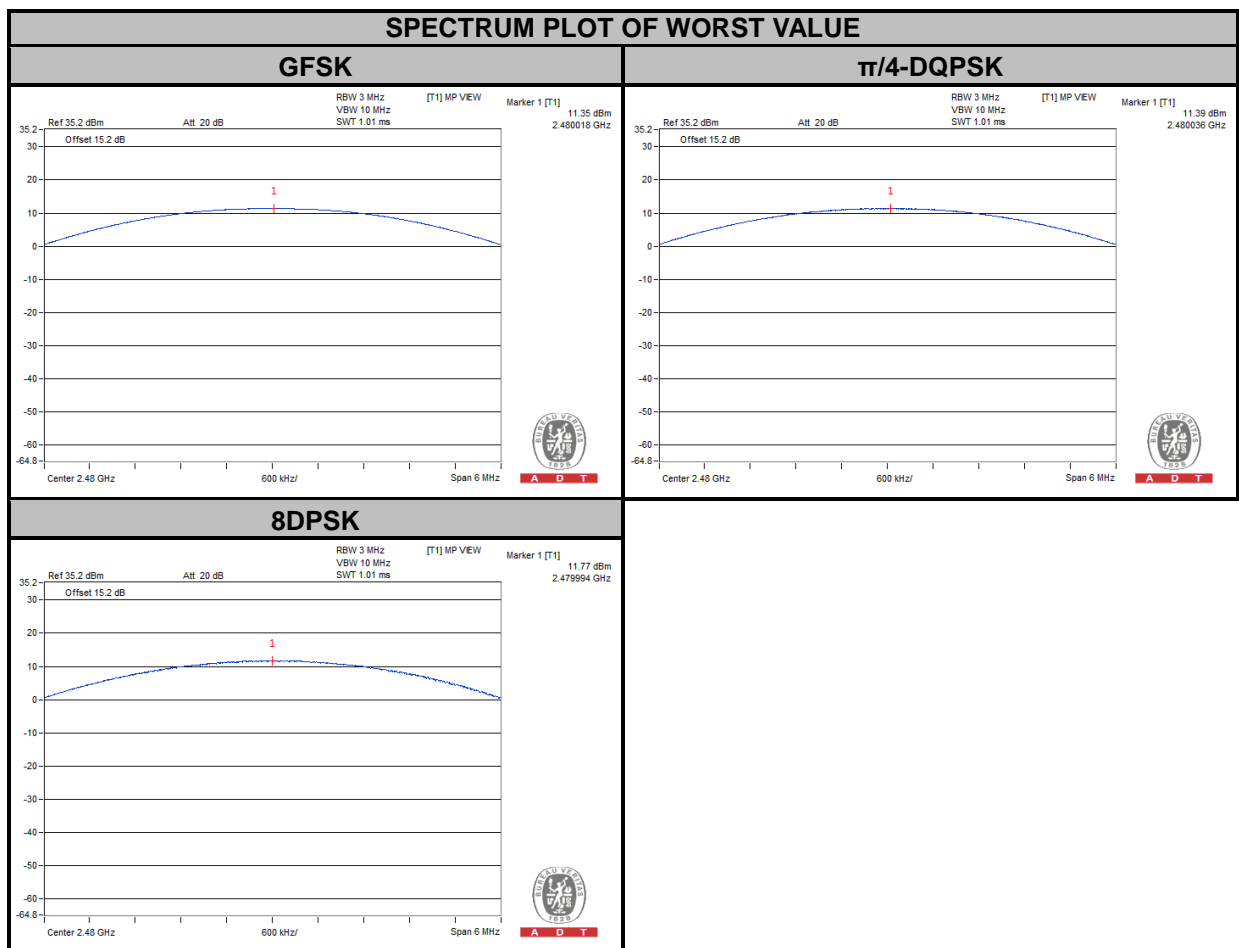 SPECTRUM PLOT OF WORST VALUE
GFSK
RBW 3 MHz [T1] MP VIEW Marker 1 [T1]
VBW 10 MHz 11.35 dBm
Ref 35.2 dBm Att 20 dB SWT 1.01 ms 2.480018 GHz
35.2
Offset 15.2 dB
30
20
1
10
0
-10
-20
-30
-40
-50
-60
-64.8
BUREAU VERITAS
1828
Center 2.48 GHz 600 kHz/ Span 6 MHz A D T
π/4-DQPSK
RBW 3 MHz [T1] MP VIEW Marker 1 [T1]
VBW 10 MHz 11.39 dBm
Ref 35.2 dBm Att 20 dB SWT 1.01 ms 2.480036 GHz
35.2
Offset 15.2 dB
30
20
1
10
0
-10
-20
-30
-40
-50
-60
-64.8
BUREAU VERITAS
1828
Center 2.48 GHz 600 kHz/ Span 6 MHz A D T
8DPSK
RBW 3 MHz [T1] MP VIEW Marker 1 [T1]
VBW 10 MHz 11.77 dBm
Ref 35.2 dBm Att 20 dB SWT 1.01 ms 2.479994 GHz
35.2
Offset 15.2 dB
30
20
1
10
0
-10
-20
-30
-40
-50
-60
-64.8
BUREAU VERITAS
1828
Center 2.48 GHz 600 kHz/ Span 6 MHz A D T